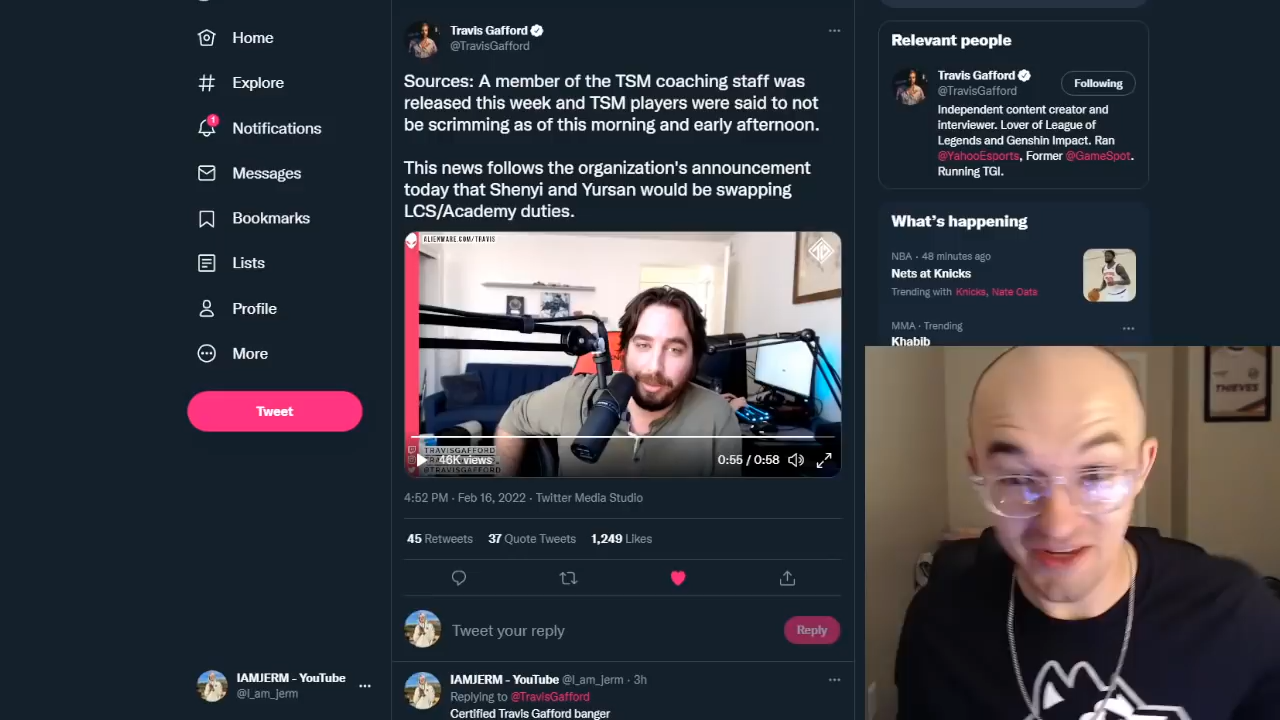 Home
Explore
1
Notifications
Messages
Bookmarks
Lists
Profile
More
Tweet
IAMJERM - YouTube
@I_am_jerm
Travis Gafford
@TravisGafford
Sources: A member of the TSM coaching staff was
released this week and TSM players were said to not
be scrimming as of this morning and early afternoon.
This news follows the organization's announcement
today that Shenyi and Yursan would be swapping
LCS/Academy duties.
ALIENWARE.COM/TRAVIS
TRAVISGAFFORD
46K views
@TRAVISGAFFORD
0:55 / 0:58
4:52 PM · Feb 16, 2022 · Twitter Media Studio
45 Retweets 37 Quote Tweets 1,249 Likes
Tweet your reply
Reply
IAMJERM - YouTube @I_am_jerm · 3h
Replying to @TravisGafford
Certified Travis Gafford banger
Relevant people
Travis Gafford
@TravisGafford
Following
Independent content creator and
interviewer. Lover of League of
Legends and Genshin Impact. Ran
@YahooEsports, Former @GameSpot.
Running TGI.
What's happening
NBA · 48 minutes ago
Nets at Knicks
Trending with Knicks, Nate Oats
MMA · Trending
Khabib
THIEVES